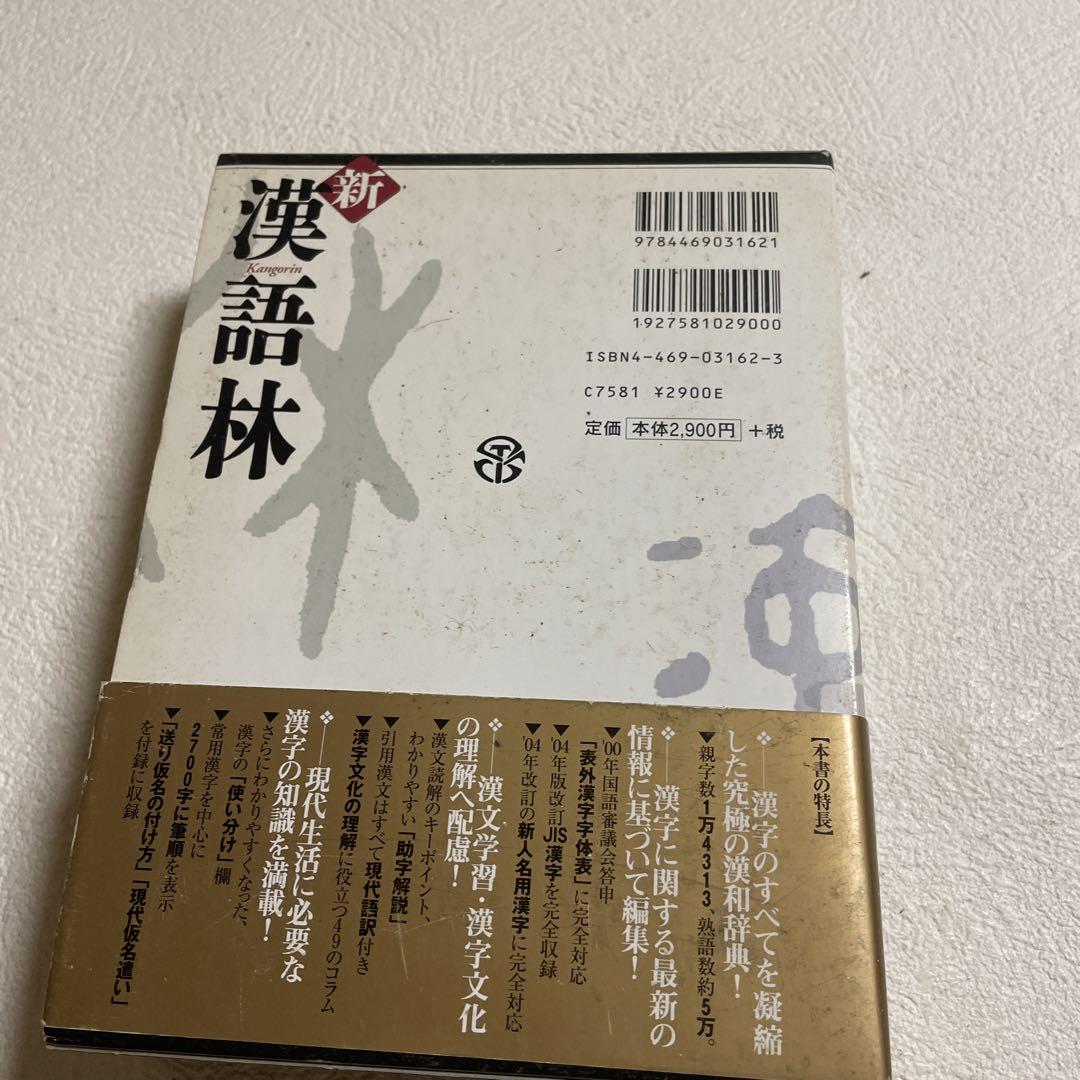 新
漢語林
Kangorin
9784469031621
1927581029000
ISBN4-469-03162-3
C7581 ¥2900E
定価 本体2,900円 +税
【本書の特長】
❖──漢字のすべてを凝縮
した究極の漢和辞典！
▼親字数1万4313、熟語数約5万。
❖──漢字に関する最新の
情報に基づいて編集！
▼'00年国語審議会答申
「表外漢字字体表」に完全対応
▼'04年版改訂JIS漢字を完全収録
▼'04年改訂の新人名用漢字に完全対応
❖──漢文学習・漢字文化
の理解へ配慮！
▼漢文読解のキーポイント、
わかりやすい「助字解説」
▼引用漢文はすべて現代語訳付き
▼漢字文化の理解に役立つ49のコラム
❖──現代生活に必要な
漢字の知識を満載！
▼さらにわかりやすくなった、
漢字の「使い分け」欄
▼常用漢字を中心に
2700字に筆順を表示
▼「送り仮名の付け方」「現代仮名遣い」
を付録に収録